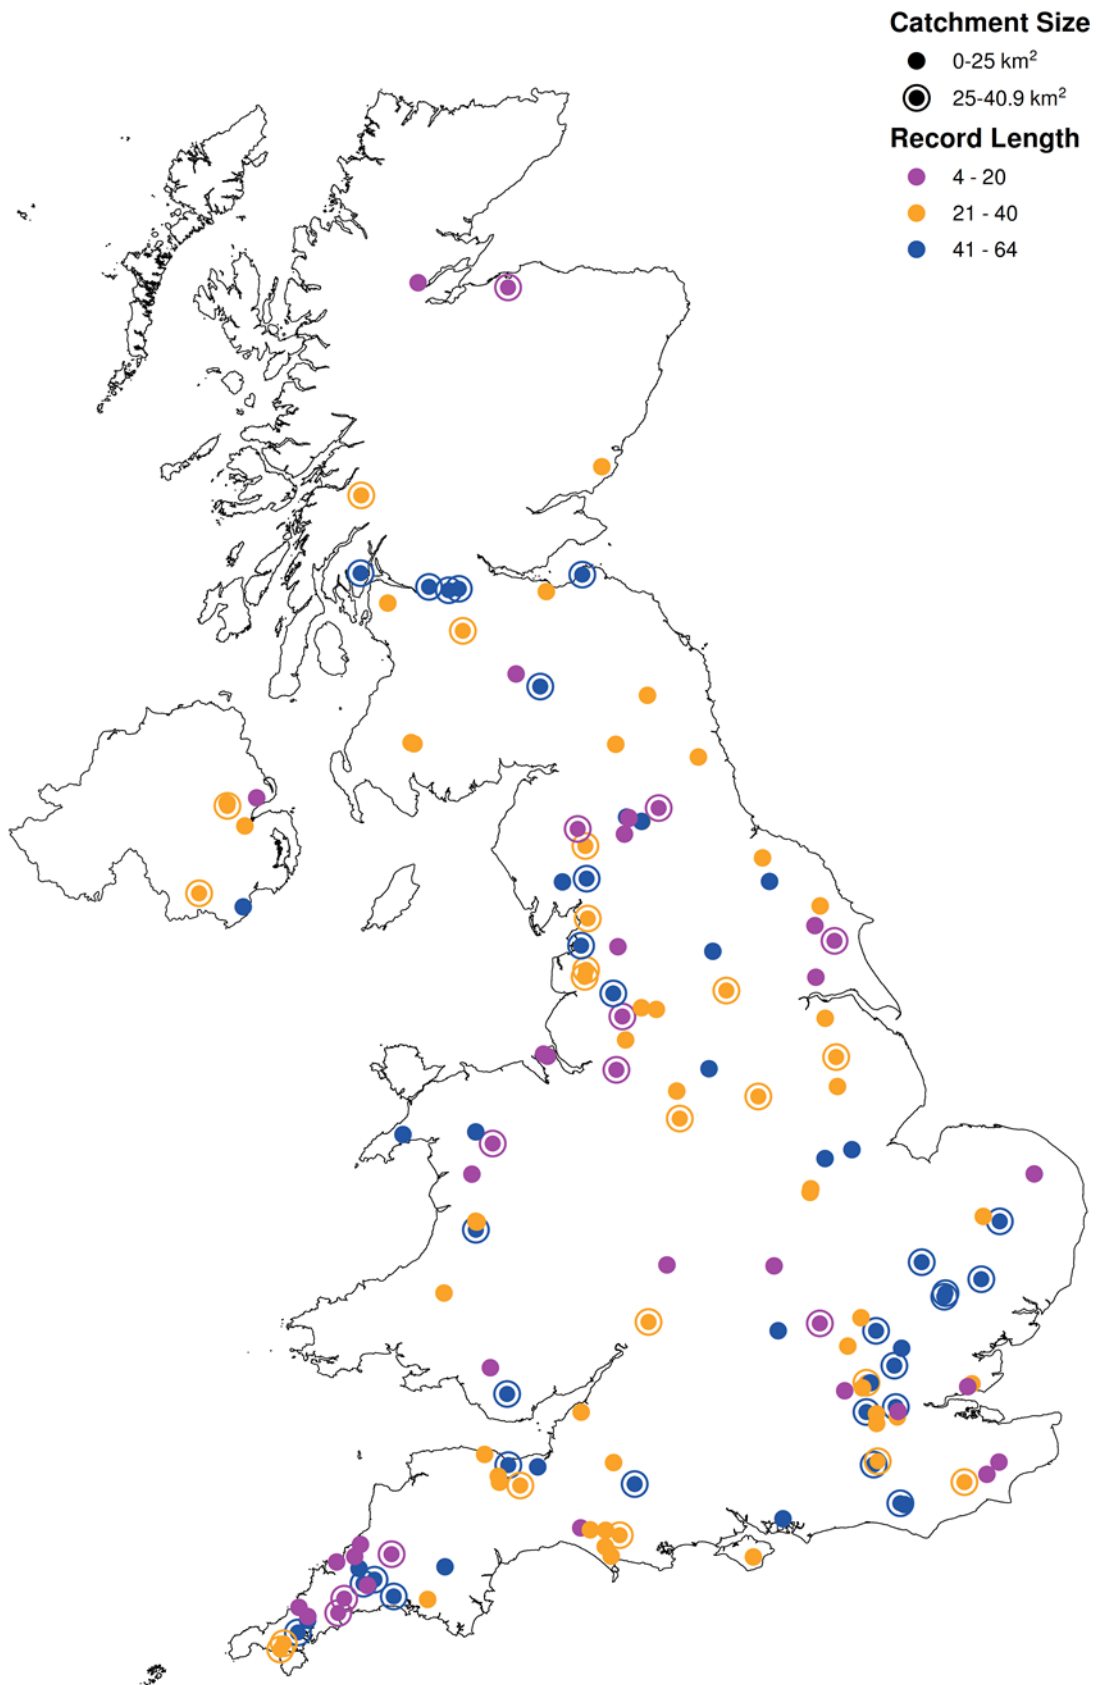 Catchment Size
0-25 km²
25-40.9 km²
Record Length
4 - 20
21 - 40
41 - 64